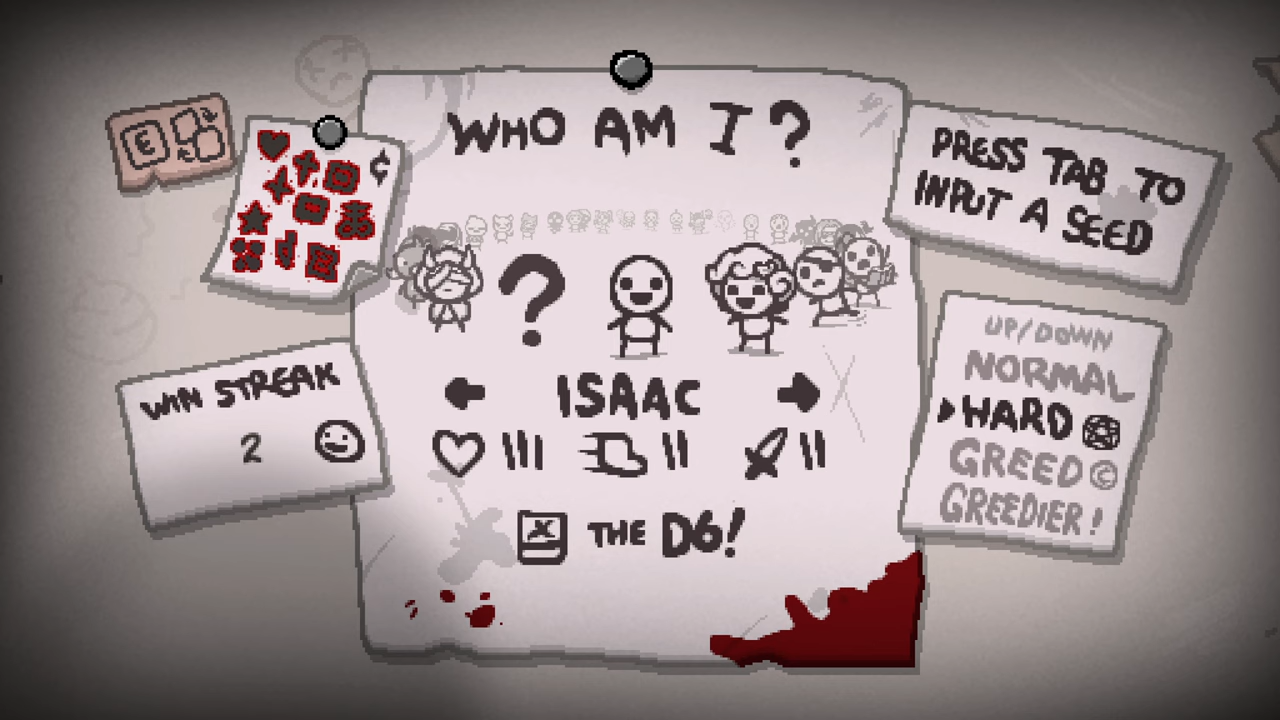 WHO AM I?
PRESS TAB TO
INPUT A SEED
WIN STREAK
2
ISAAC
THE D6!
UP/DOWN
NORMAL
HARD
GREED
GREEDIER!